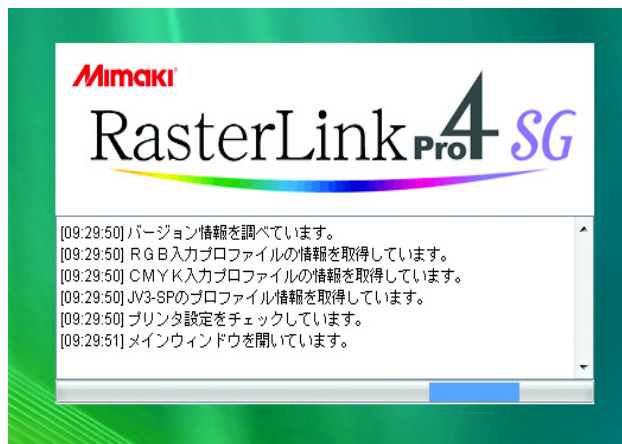 Mimaki
RasterLink Pro4 SG
[09:29:50] バージョン情報を調べています。
[09:29:50] ＲＧＢ入力プロファイルの情報を取得しています。
[09:29:50] ＣＭＹＫ入力プロファイルの情報を取得しています。
[09:29:50] JV3-SPのプロファイル情報を取得しています。
[09:29:50] プリンタ設定をチェックしています。
[09:29:51] メインウィンドウを開いています。